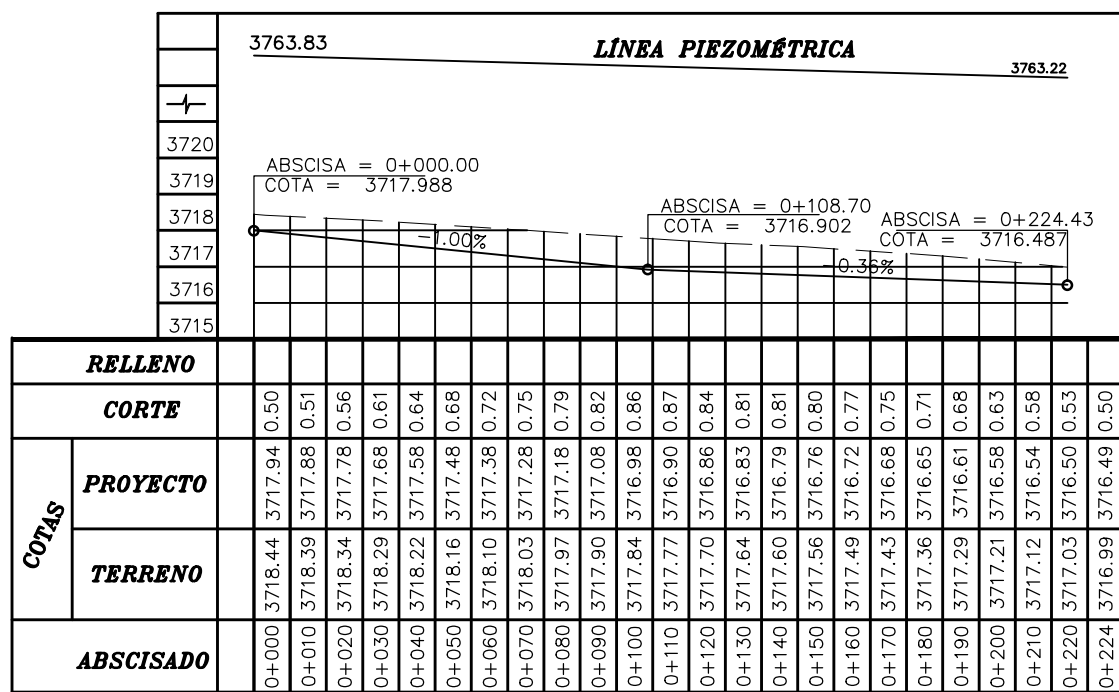 3763.83
LÍNEA PIEZOMÉTRICA
3763.22
3720
3719
3718
3717
3716
3715
ABSCISA = 0+000.00
COTA = 3717.988
ABSCISA = 0+108.70
COTA = 3716.902
ABSCISA = 0+224.43
COTA = 3716.487
-1.00%
-0.36%
RELLENO
CORTE 0.50 0.51 0.56 0.61 0.64 0.68 0.72 0.75 0.79 0.82 0.86 0.87 0.84 0.81 0.81 0.80 0.77 0.75 0.71 0.68 0.63 0.58 0.53 0.50
COTAS
PROYECTO 3717.94 3717.88 3717.78 3717.68 3717.58 3717.48 3717.38 3717.28 3717.18 3717.08 3716.98 3716.90 3716.86 3716.83 3716.79 3716.76 3716.72 3716.68 3716.65 3716.61 3716.58 3716.54 3716.50 3716.49
TERRENO 3718.44 3718.39 3718.34 3718.29 3718.22 3718.16 3718.10 3718.03 3717.97 3717.90 3717.84 3717.77 3717.70 3717.64 3717.60 3717.56 3717.49 3717.43 3717.36 3717.29 3717.21 3717.12 3717.03 3716.99
ABSCISADO 0+000 0+010 0+020 0+030 0+040 0+050 0+060 0+070 0+080 0+090 0+100 0+110 0+120 0+130 0+140 0+150 0+160 0+170 0+180 0+190 0+200 0+210 0+220 0+224